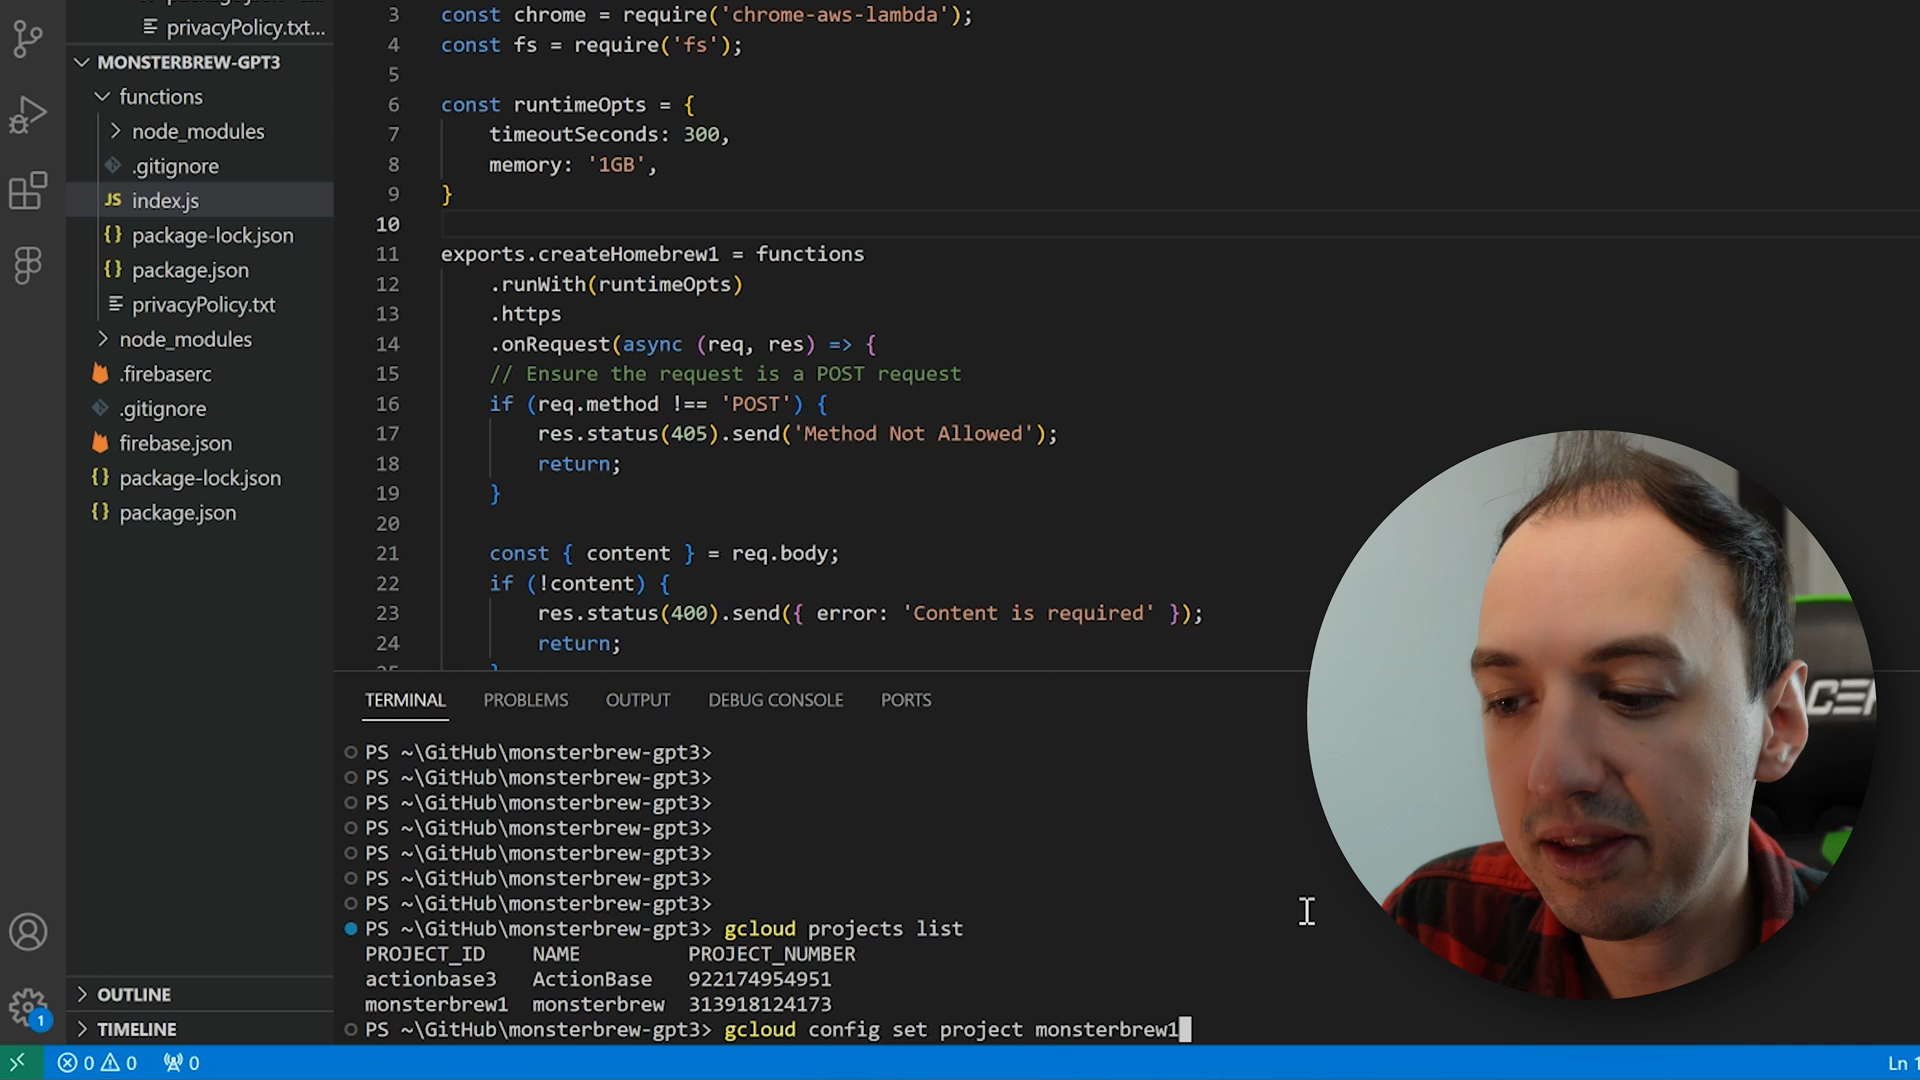 privacyPolicy.txt...
MONSTERBREW-GPT3
functions
node_modules
.gitignore
JS index.js
{} package-lock.json
{} package.json
privacyPolicy.txt
node_modules
.firebaserc
.gitignore
firebase.json
{} package-lock.json
{} package.json
OUTLINE
TIMELINE
1
3 const chrome = require('chrome-aws-lambda');
4 const fs = require('fs');
5
6 const runtimeOpts = {
7 timeoutSeconds: 300,
8 memory: '1GB',
9 }
10
11 exports.createHomebrew1 = functions
12 .runWith(runtimeOpts)
13 .https
14 .onRequest(async (req, res) => {
15 // Ensure the request is a POST request
16 if (req.method !== 'POST') {
17 res.status(405).send('Method Not Allowed');
18 return;
19 }
20
21 const { content } = req.body;
22 if (!content) {
23 res.status(400).send({ error: 'Content is required' });
24 return;
TERMINAL PROBLEMS OUTPUT DEBUG CONSOLE PORTS
PS ~\GitHub\monsterbrew-gpt3>
PS ~\GitHub\monsterbrew-gpt3>
PS ~\GitHub\monsterbrew-gpt3>
PS ~\GitHub\monsterbrew-gpt3>
PS ~\GitHub\monsterbrew-gpt3>
PS ~\GitHub\monsterbrew-gpt3>
PS ~\GitHub\monsterbrew-gpt3>
PS ~\GitHub\monsterbrew-gpt3> gcloud projects list
PROJECT_ID NAME PROJECT_NUMBER
actionbase3 ActionBase 922174954951
monsterbrew1 monsterbrew 313918124173
PS ~\GitHub\monsterbrew-gpt3> gcloud config set project monsterbrew1
0 0 0